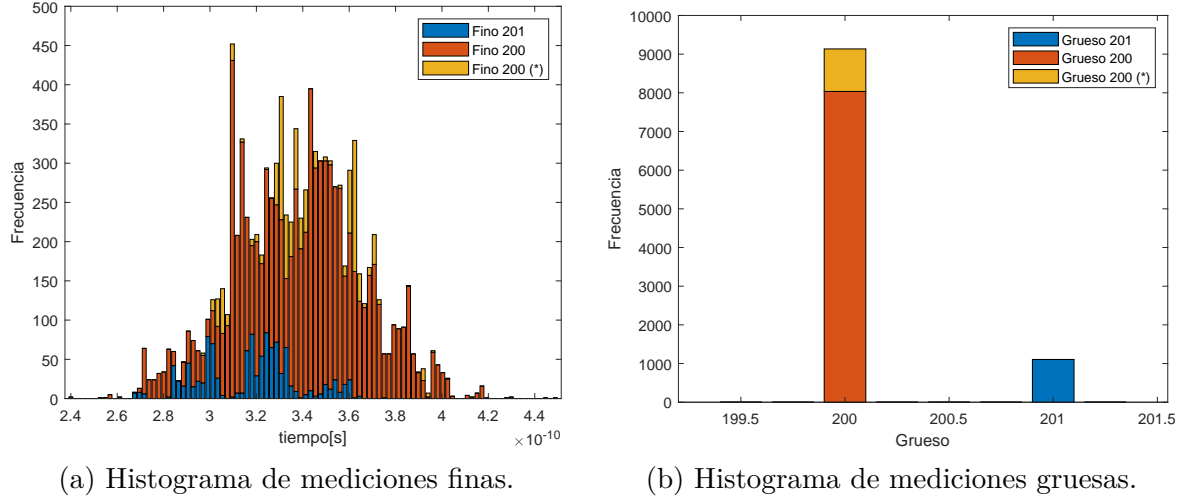 500
450
400
350
300
250
200
150
100
50
0
Frecuencia
Fino 201
Fino 200
Fino 200 (*)
2.4 2.6 2.8 3 3.2 3.4 3.6 3.8 4 4.2 4.4
tiempo[s]
× 10⁻¹⁰
(a) Histograma de mediciones finas.
10000
9000
8000
7000
6000
5000
4000
3000
2000
1000
0
Frecuencia
Grueso 201
Grueso 200
Grueso 200 (*)
199.5 200 200.5 201 201.5
Grueso
(b) Histograma de mediciones gruesas.